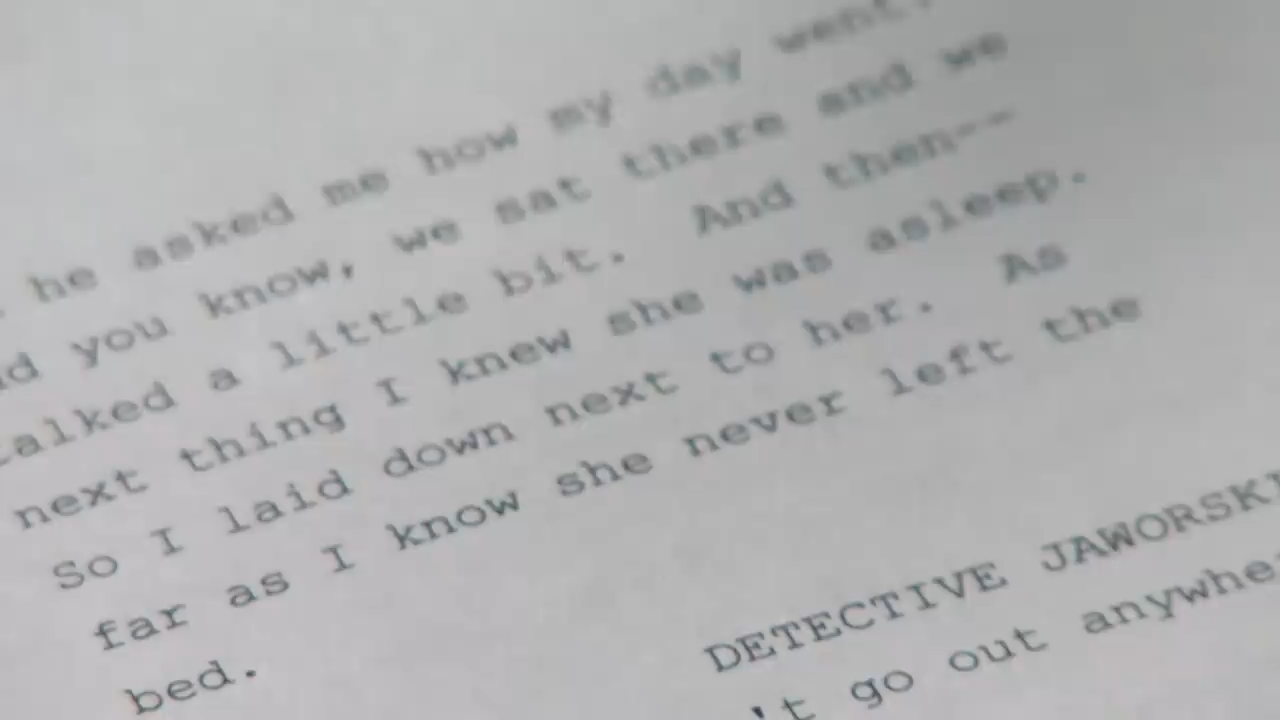 he asked me how my day went.
you know, we sat there and we
talked a little bit. And then--
next thing I knew she was asleep.
So I laid down next to her. As
far as I know she never left the
bed.
DETECTIVE JAWORSKI
't go out anywhe